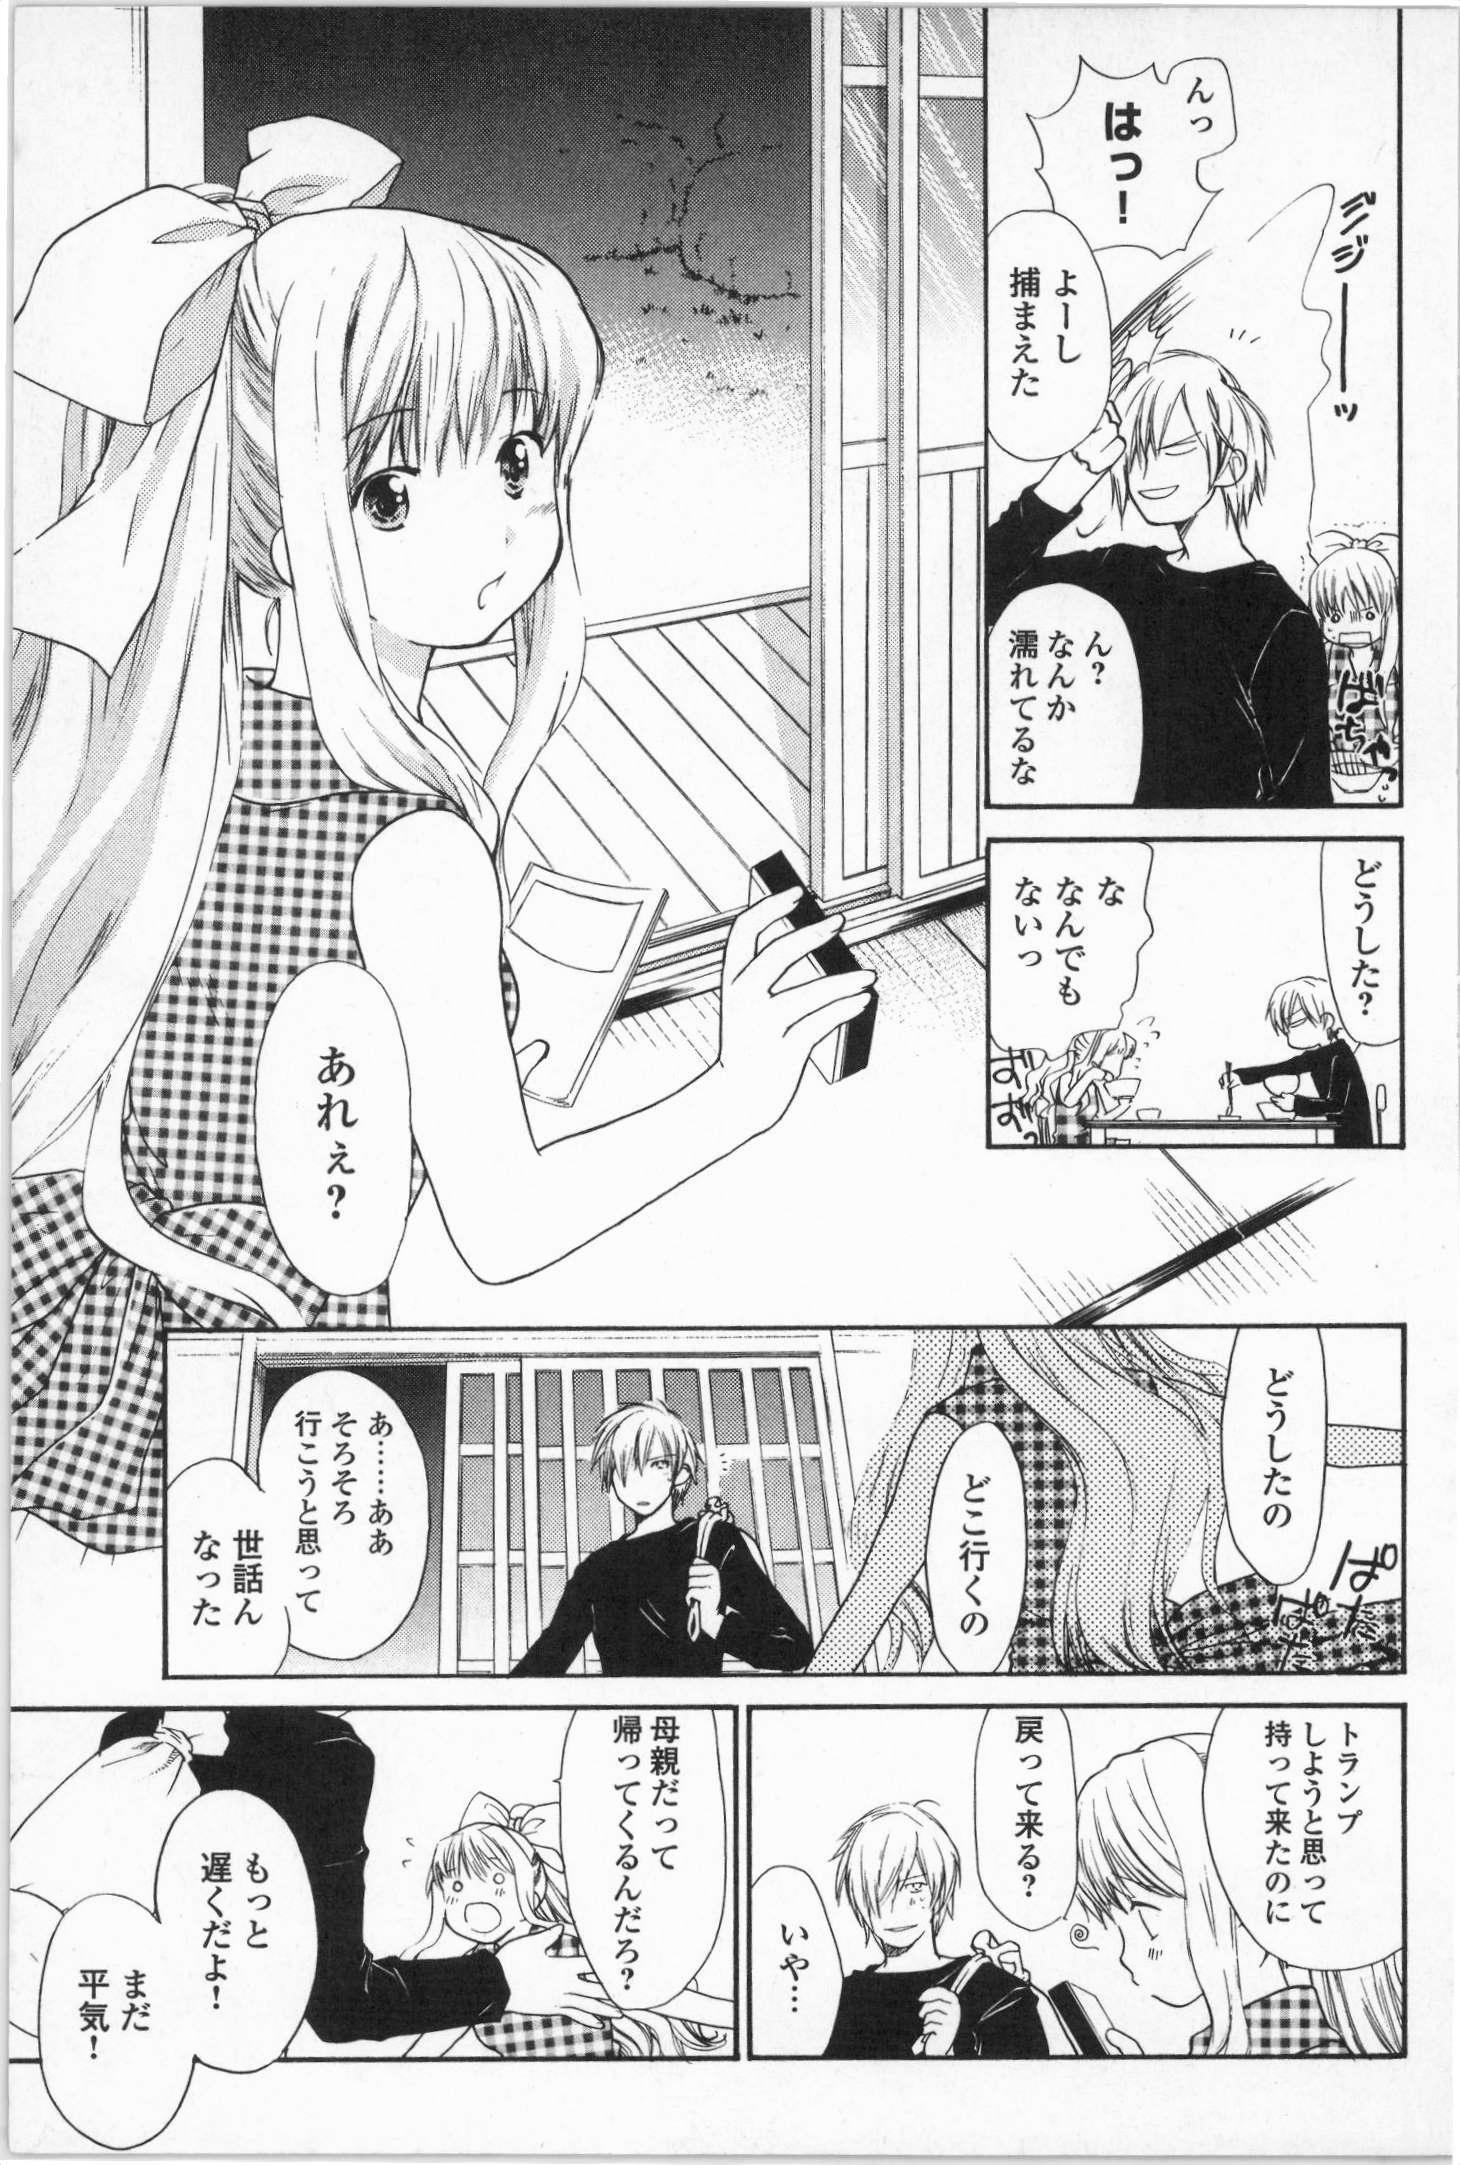 ジジーーーッ
んっ
はっ！
よーし
捕まえた
ん？
なんか
濡れてるな
ばちゃっ
どうした？
な
なんでも
ないっ
ばばっ
あれぇ？
どうしたの
ぱた
ぱた
どこ行くの
あ……ああ
そろそろ
行こうと思って
世話ん
なった
トランプ
しようと思って
持って来たのに
戻って来る？
いや…
母親だって
帰ってくるんだろ？
もっと
遅くだよ！
まだ
平気！